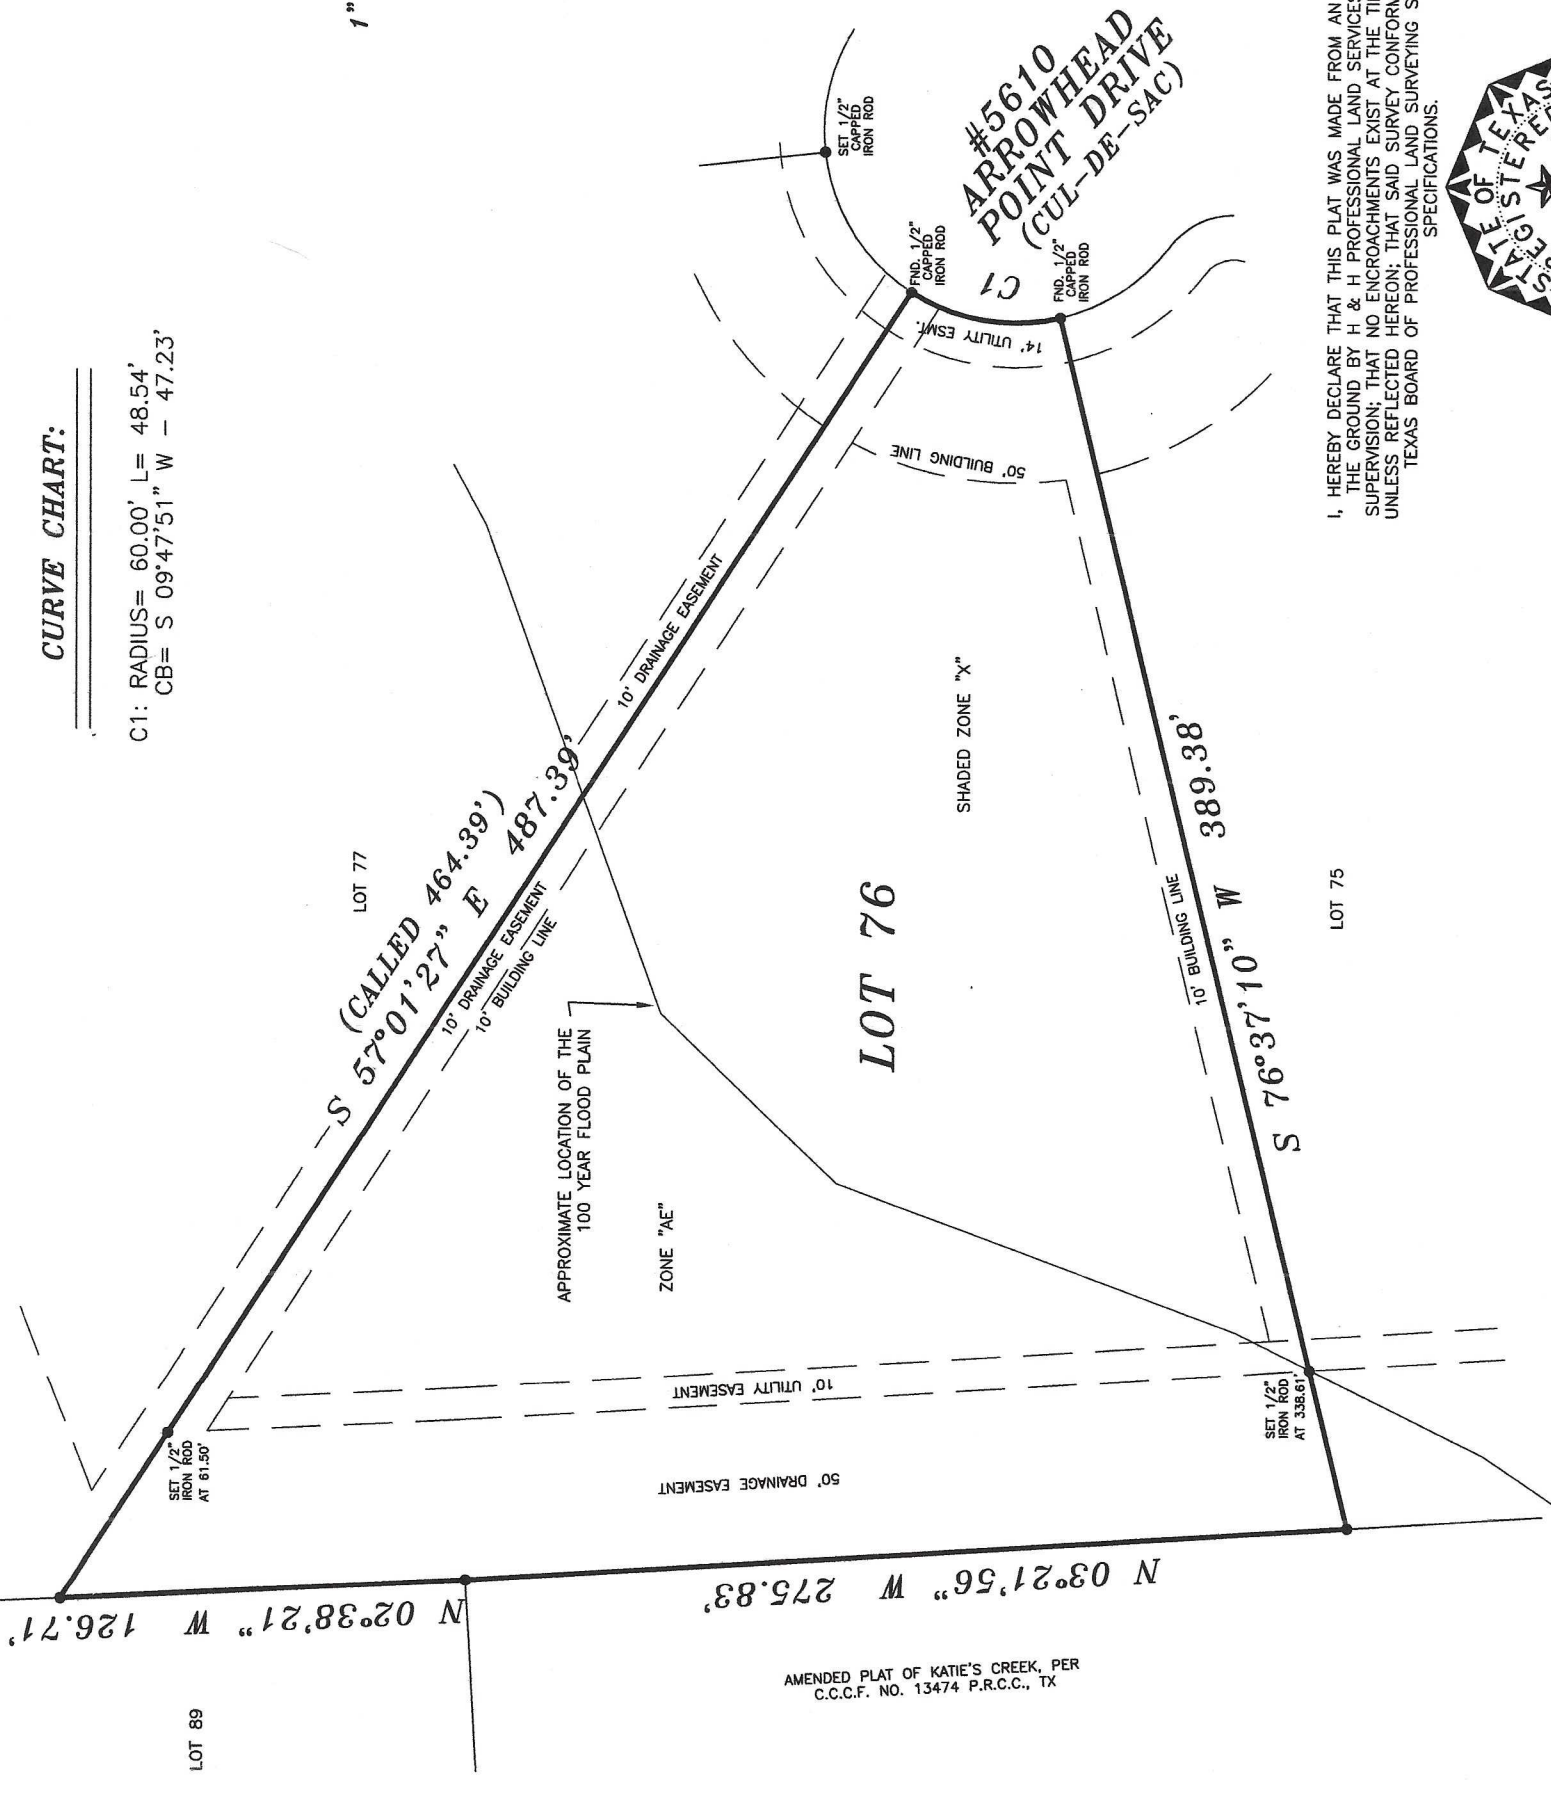 1"
CURVE CHART:
C1: RADIUS= 60.00' L= 48.54'
CB= S 09°47'51" W – 47.23'
SET 1/2"
CAPPED
IRON ROD
#5610
ARROWHEAD
POINT DRIVE
(CUL-DE-SAC)
FND. 1/2"
CAPPED
IRON ROD
C1
FND. 1/2"
CAPPED
IRON ROD
14' UTILITY ESMT.
50' BUILDING LINE
I, HEREBY DECLARE THAT THIS PLAT WAS MADE FROM AN
THE GROUND BY H & H PROFESSIONAL LAND SERVICES
SUPERVISION; THAT NO ENCROACHMENTS EXIST AT THE
UNLESS REFLECTED HEREON; THAT SAID SURVEY
TEXAS BOARD OF PROFESSIONAL LAND SURVEYING
SPECIFICATIONS.
STATE OF TEXAS
LOT 77
(CALLED 464.39')
S 57°01'27" E 487.39'
10' DRAINAGE EASEMENT
10' DRAINAGE EASEMENT
10' BUILDING LINE
APPROXIMATE LOCATION OF THE
100 YEAR FLOOD PLAIN
ZONE "AE"
SHADED ZONE "X"
LOT 76
10' BUILDING LINE
S 76°37'10" W 389.38'
LOT 75
SET 1/2"
IRON ROD
AT 61.50'
10' UTILITY EASEMENT
SET 1/2"
IRON ROD
AT 338.61'
50' DRAINAGE EASEMENT
N 02°38'21" W 126.71'
N 03°21'56" W 275.83'
LOT 89
AMENDED PLAT OF KATIE'S CREEK, PER
C.C.C.F. NO. 13474 P.R.C.C., TX